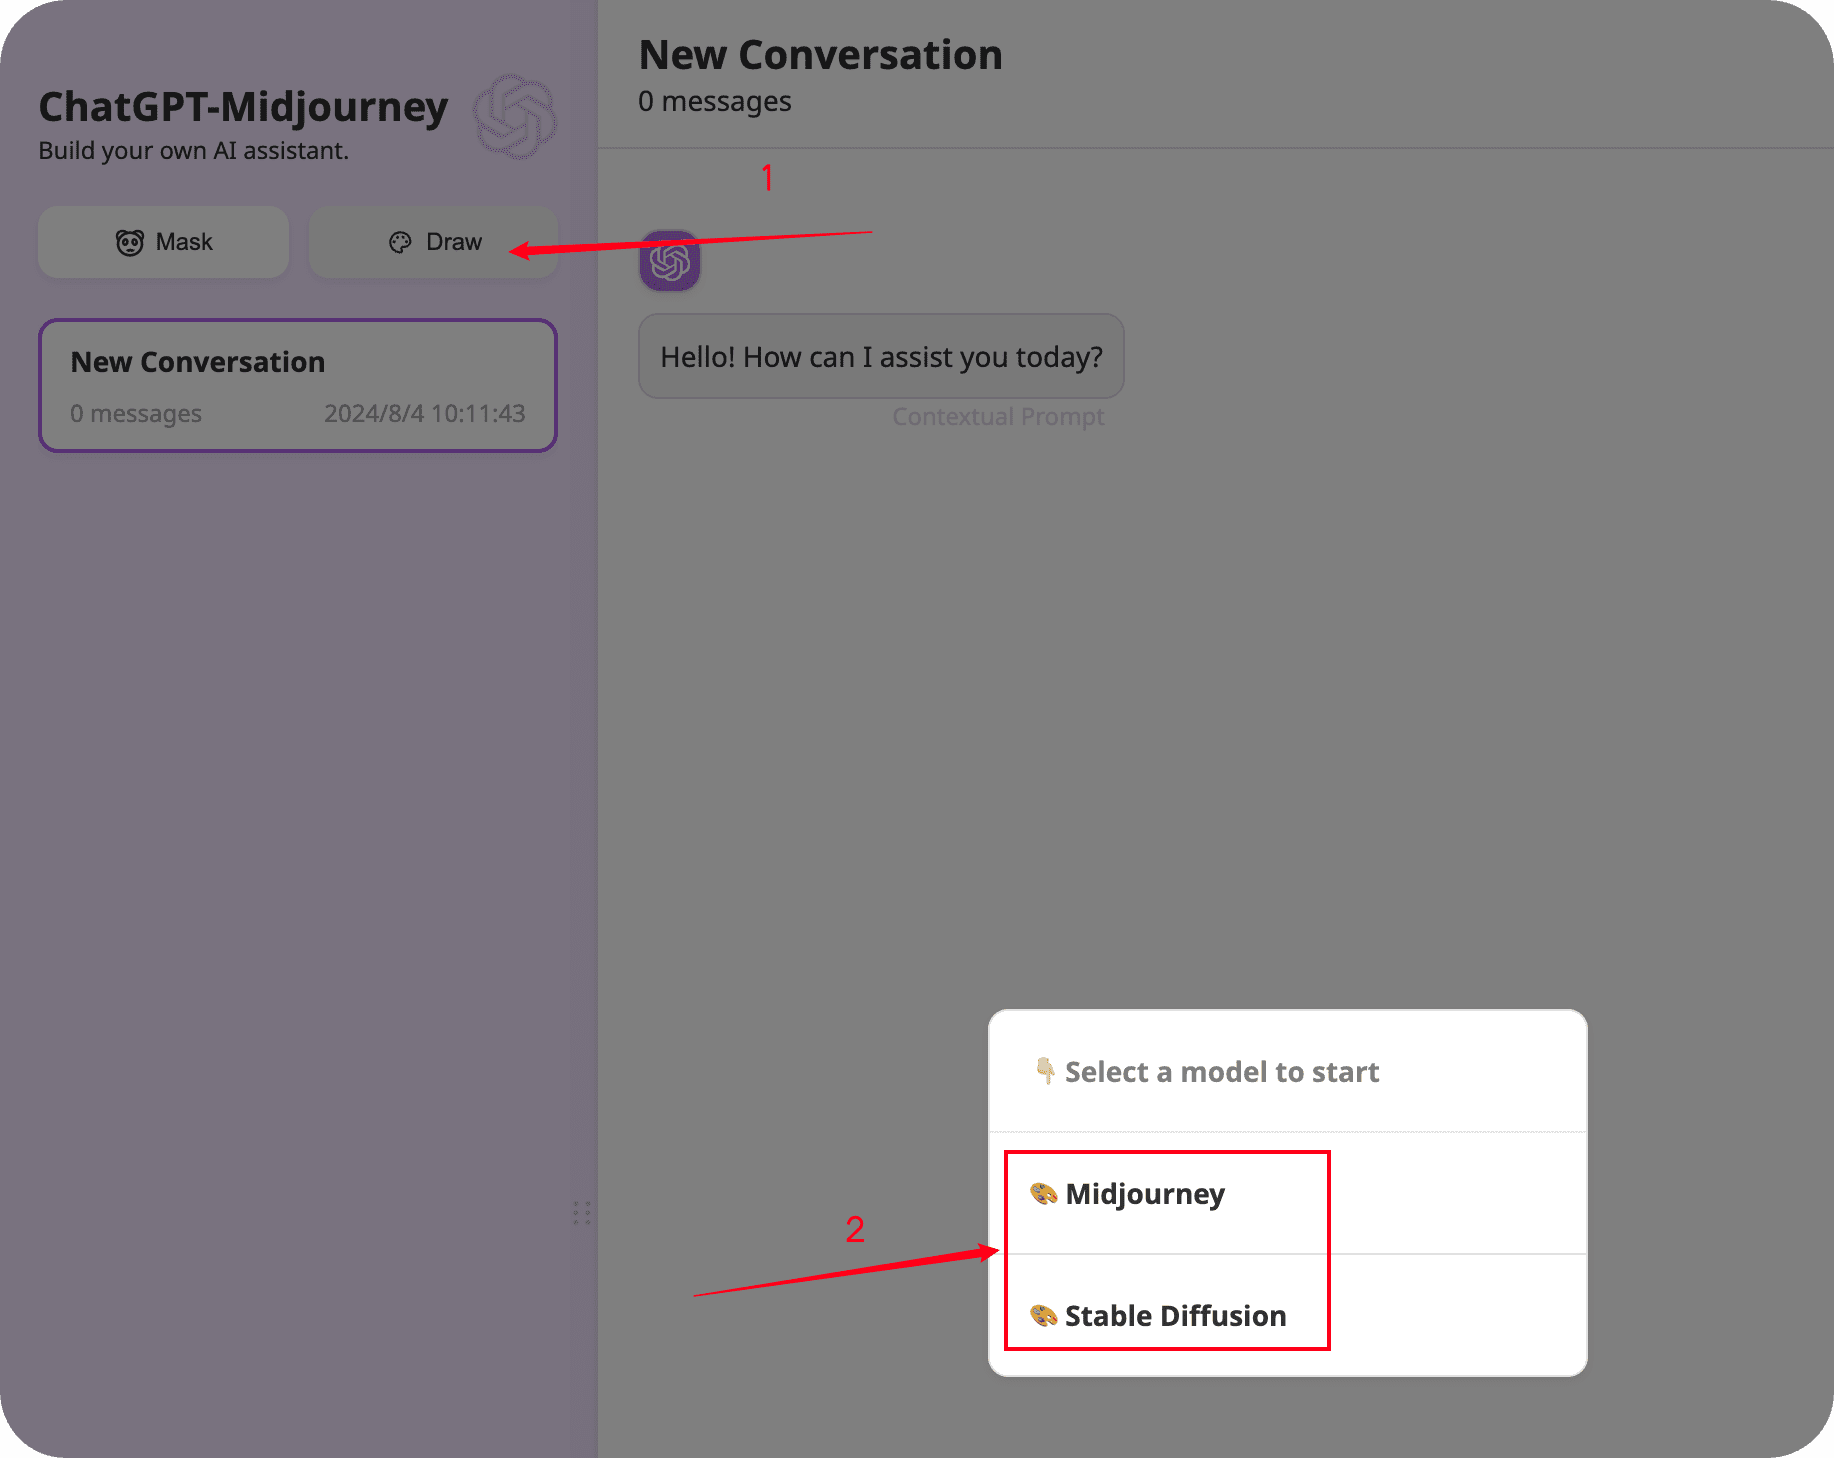 ChatGPT-Midjourney
Build your own AI assistant.
Mask
Draw
New Conversation
0 messages
2024/8/4 10:11:43
New Conversation
0 messages
1
Hello! How can I assist you today?
Contextual Prompt
Select a model to start
Midjourney
2
Stable Diffusion